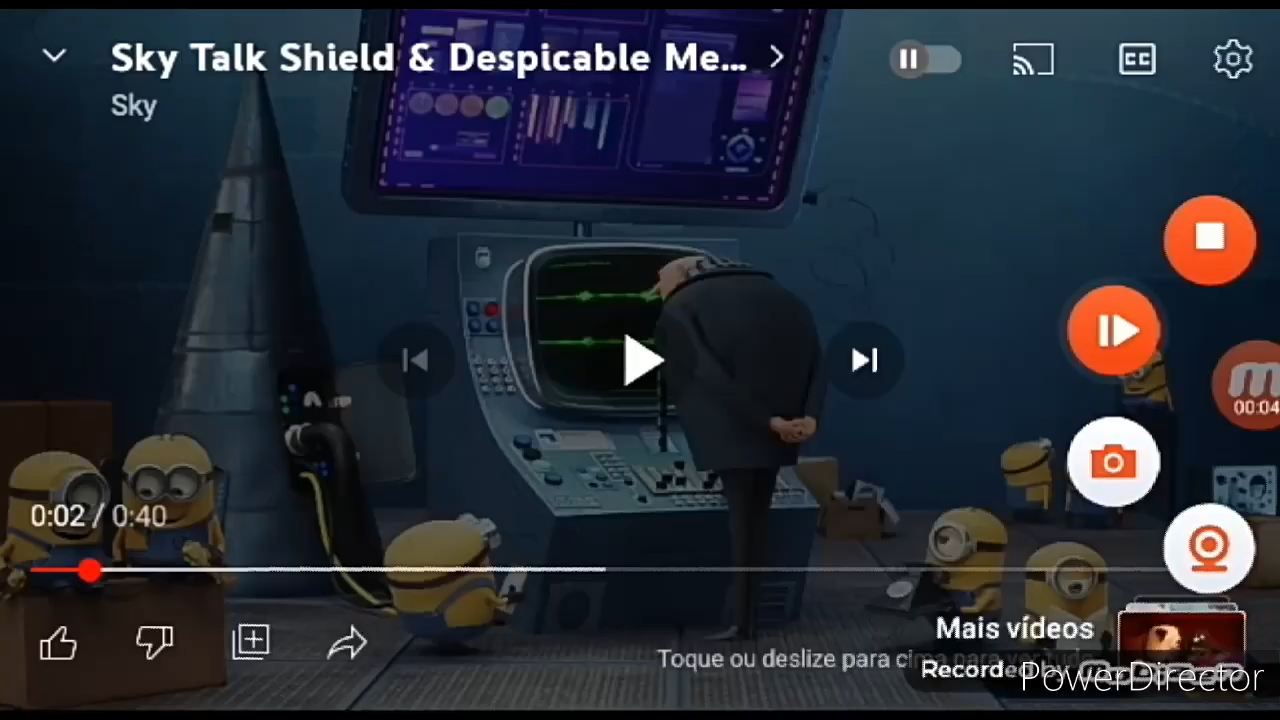 Sky Talk Shield & Despicable Me...
Sky
CC
00:04
0:02 / 0:40
Mais vídeos
Toque ou deslize para cima para ver tudo
Recorded by
PowerDirector